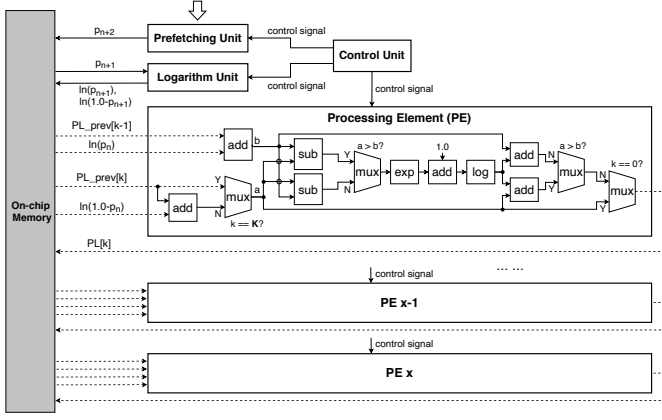 p_{n+2}
Prefetching Unit
control signal
Control Unit
p_{n+1}
Logarithm Unit
control signal
ln(p_{n+1}),
ln(1.0-p_{n+1})
control signal
Processing Element (PE)
PL_prev[k-1]
ln(p_n)
add
b
sub
sub
Y
N
a > b?
mux
exp
1.0
add
log
add
add
a > b?
N
Y
mux
k == 0?
N
Y
mux
PL_prev[k]
ln(1.0-p_n)
add
Y
N
mux
a
k == K?
On-chip
Memory
PL[k]
control signal
... ...
PE x-1
control signal
PE x